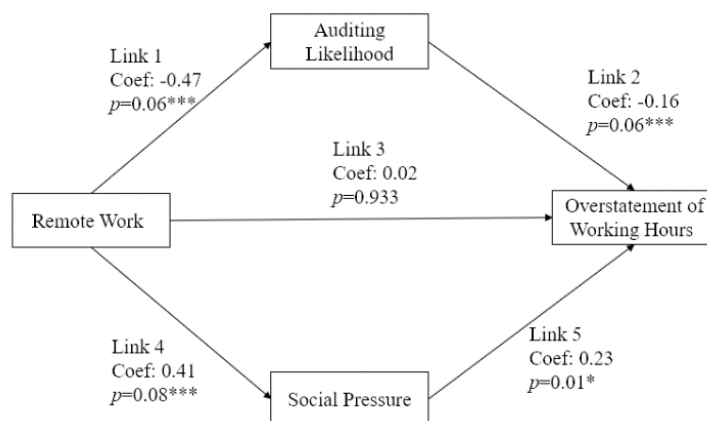 Auditing
Likelihood
Link 1
Coef: -0.47
p=0.06***
Link 2
Coef: -0.16
p=0.06***
Link 3
Coef: 0.02
p=0.933
Remote Work
Overstatement of
Working Hours
Link 4
Coef: 0.41
p=0.08***
Link 5
Coef: 0.23
p=0.01*
Social Pressure